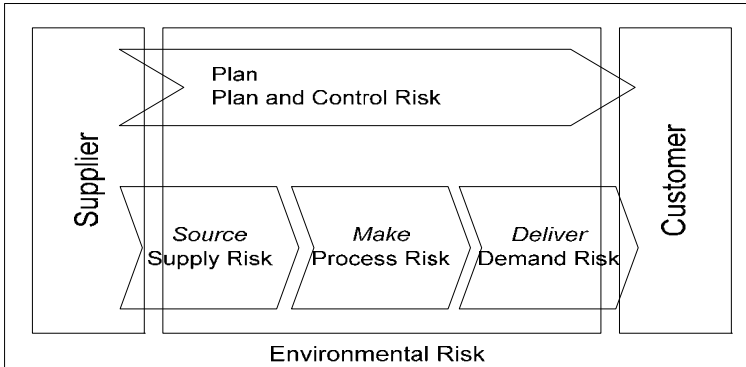 Supplier
Plan
Plan and Control Risk
Source
Supply Risk
Make
Process Risk
Deliver
Demand Risk
Customer
Environmental Risk